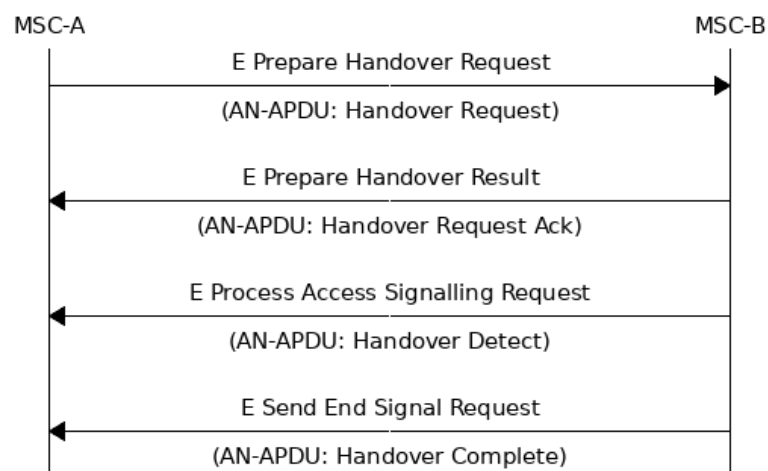 MSC-A
MSC-B
E Prepare Handover Request
(AN-APDU: Handover Request)
E Prepare Handover Result
(AN-APDU: Handover Request Ack)
E Process Access Signalling Request
(AN-APDU: Handover Detect)
E Send End Signal Request
(AN-APDU: Handover Complete)